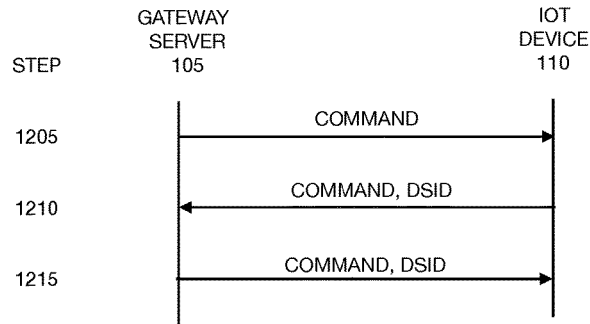 GATEWAY
SERVER
105
IOT
DEVICE
110
STEP
1205
COMMAND
1210
COMMAND, DSID
1215
COMMAND, DSID